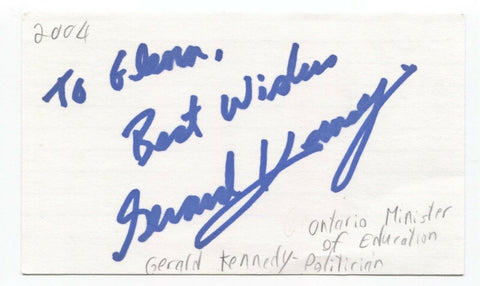 2004
To Glenn,
Best Wishes
Gerard Kennedy
Ontario Minister
of Education
Gerald Kennedy - Politician